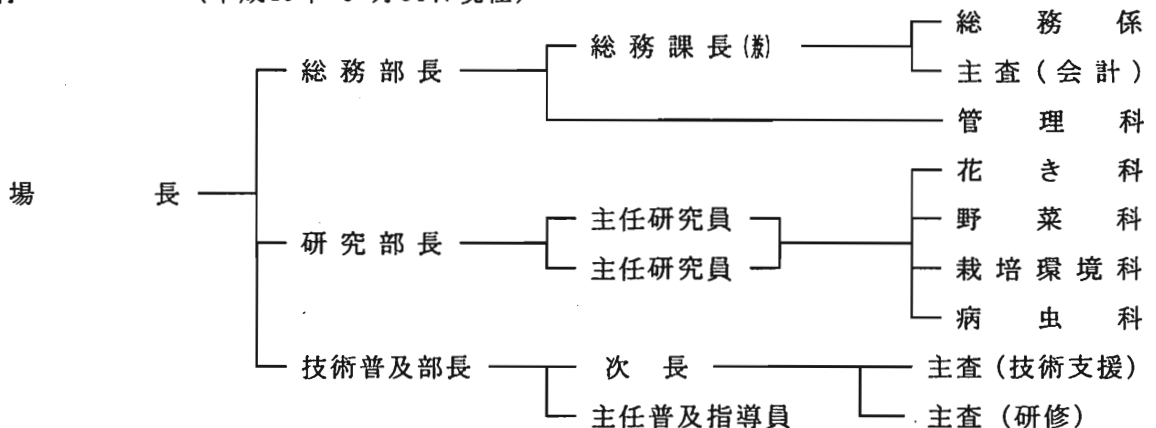 総務係
総務課長(兼)
総務部長
主査(会計)
管理科
花き科
場長
野菜科
主任研究員
研究部長
主任研究員
栽培環境科
病虫科
技術普及部長
次長
主査(技術支援)
主任普及指導員
主査(研修)